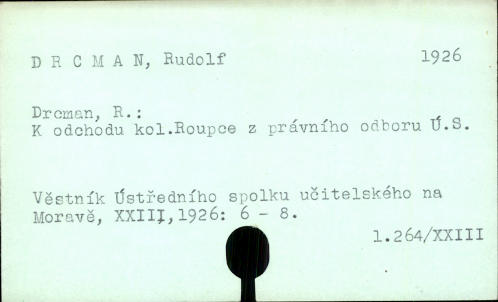 D R C M A N, Rudolf 1926
Drcman, R.:
K odchodu kol.Roupce z právního odboru Ú.S.
Věstník Ústředního spolku učitelského na
Moravě, XXIII,1926: 6 - 8.
1.264/XXIII